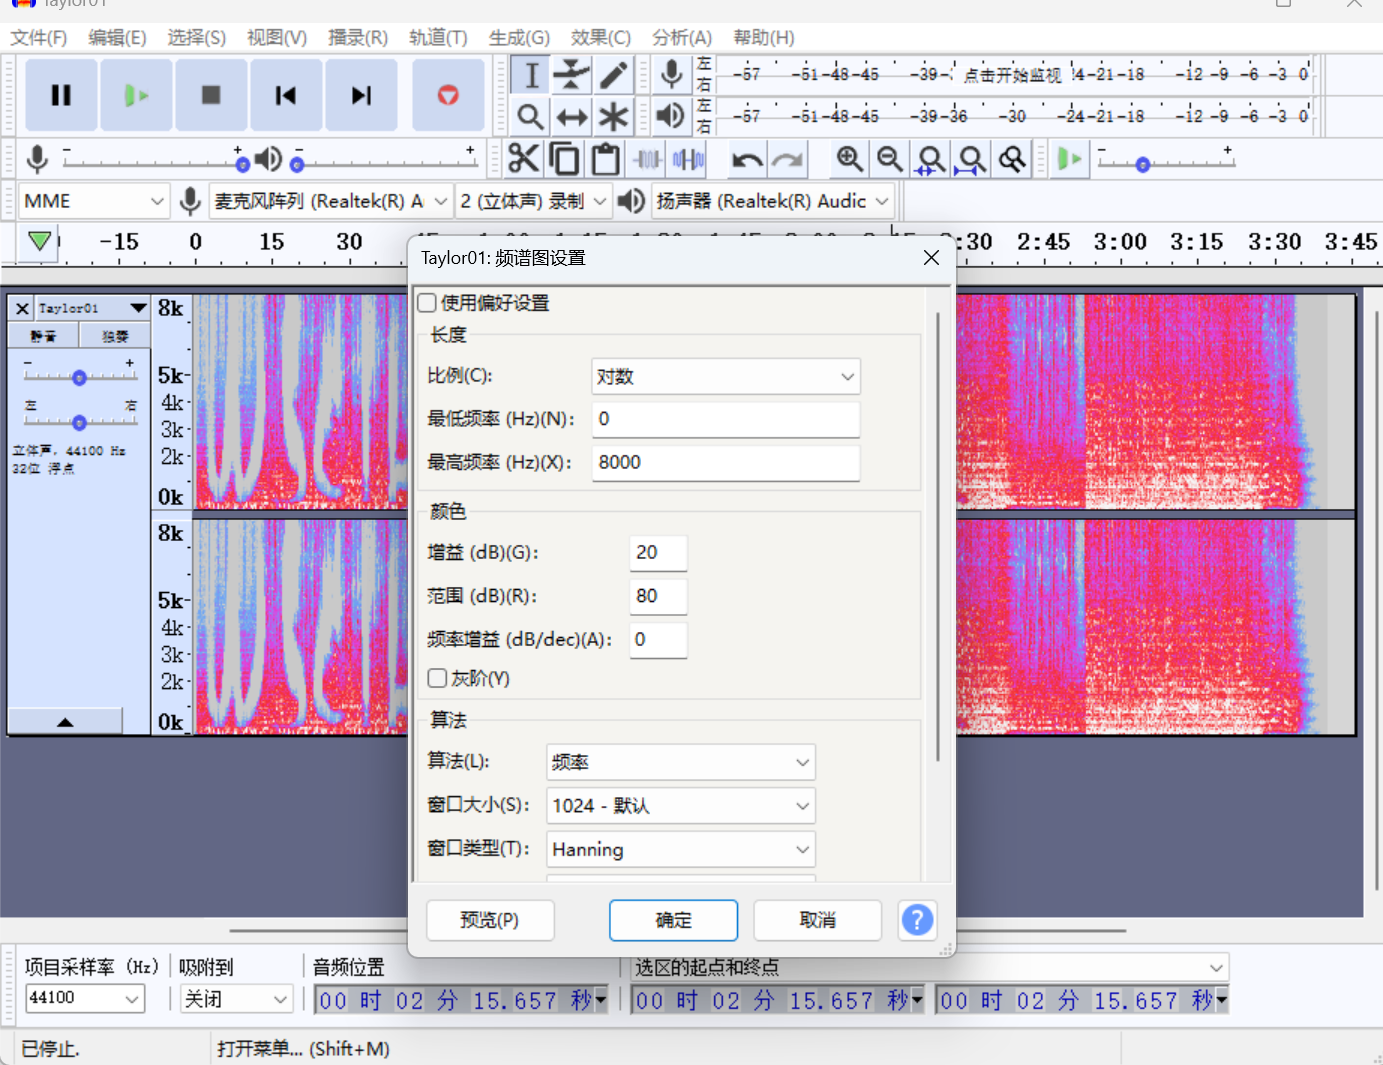 Taylor01
文件(F) 编辑(E) 选择(S) 视图(V) 播录(R) 轨道(T) 生成(G) 效果(C) 分析(A) 帮助(H)
左 右 -57 -51-48-45 -39- 点击开始监视 !4-21-18 -12 -9 -6 -3 0
左 右 -57 -51-48-45 -39-36 -30 -24-21-18 -12 -9 -6 -3 0
- + - + - +
MME 麦克风阵列 (Realtek(R) A 2 (立体声) 录制 扬声器 (Realtek(R) Audic
-15 0 15 30 2:30 2:45 3:00 3:15 3:30 3:45
Taylor01: 频谱图设置
使用偏好设置
长度
比例(C): 对数
最低频率 (Hz)(N): 0
最高频率 (Hz)(X): 8000
颜色
增益 (dB)(G): 20
范围 (dB)(R): 80
频率增益 (dB/dec)(A): 0
灰阶(Y)
算法
算法(L): 频率
窗口大小(S): 1024 - 默认
窗口类型(T): Hanning
预览(P) 确定 取消 ?
Taylor01
静音 独奏
- +
左 右
立体声, 44100 Hz
32位 浮点
8k
5k
4k
3k
2k
0k
8k
5k
4k
3k
2k
0k
项目采样率 (Hz) 吸附到 音频位置 选区的起点和终点
44100 关闭 00 时 02 分 15.657 秒 00 时 02 分 15.657 秒 00 时 02 分 15.657 秒
已停止. 打开菜单... (Shift+M)